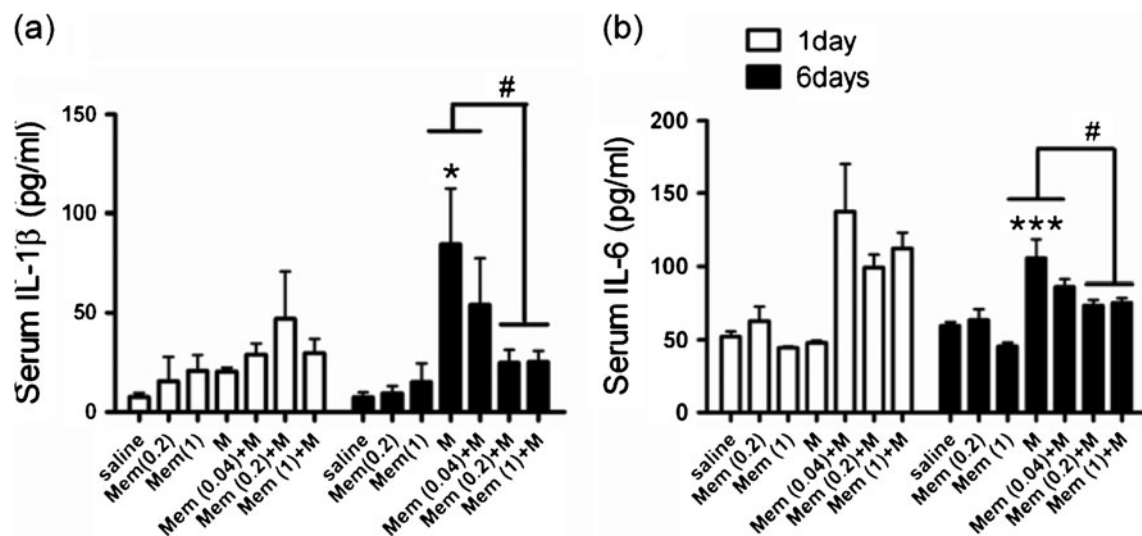 (a)
Serum IL-1β (pg/ml)
150
100
50
0
#
*
saline
Mem(0.2)
Mem(1)
M
Mem (0.04)+M
Mem (0.2)+M
Mem (1)+M
saline
Mem(0.2)
Mem(1)
M
Mem (0.04)+M
Mem (0.2)+M
Mem (1)+M
(b)
1day
6days
Serum IL-6 (pg/ml)
200
150
100
50
0
#
***
saline
Mem (0.2)
Mem (1)
M
Mem (0.04)+M
Mem (0.2)+M
Mem (1)+M
saline
Mem (0.2)
Mem (1)
M
Mem (0.04)+M
Mem (0.2)+M
Mem (1)+M